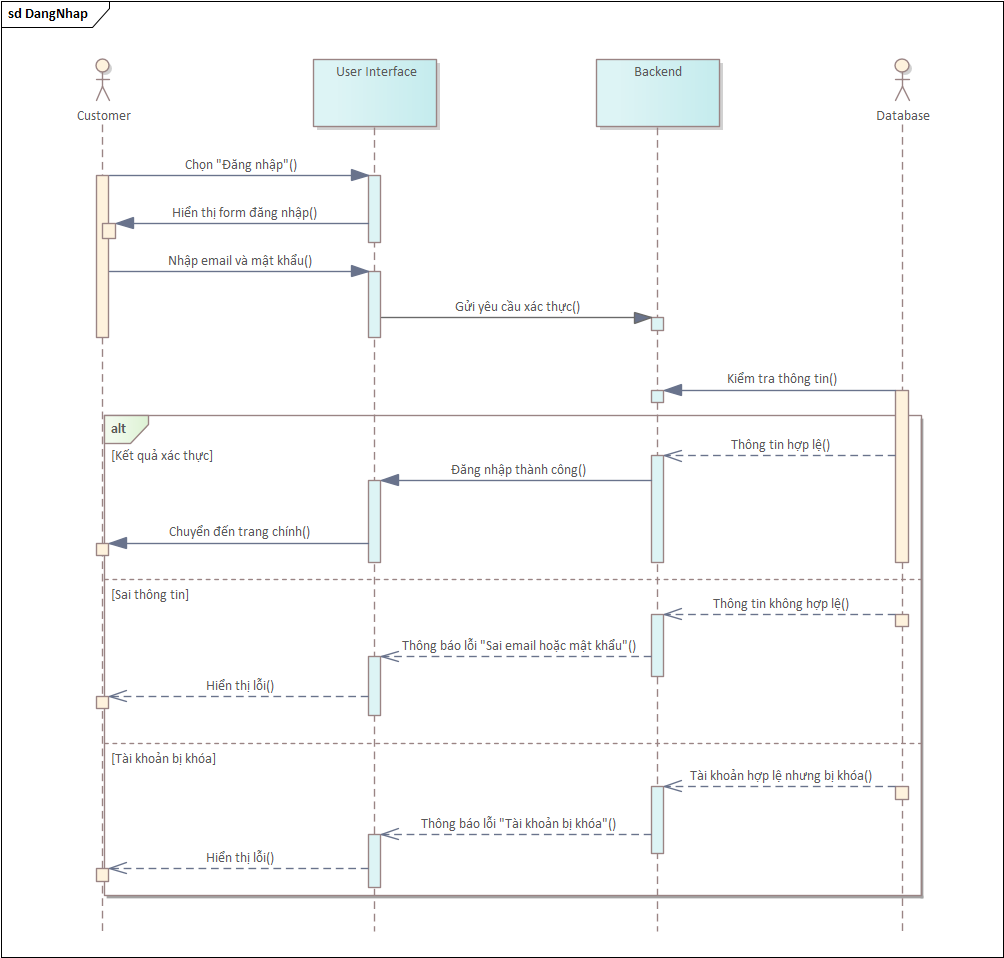 sd DangNhap
Customer
User Interface
Backend
Database
Chọn "Đăng nhập"()
Hiển thị form đăng nhập()
Nhập email và mật khẩu()
Gửi yêu cầu xác thực()
Kiểm tra thông tin()
alt
[Kết quả xác thực]
Thông tin hợp lệ()
Đăng nhập thành công()
Chuyển đến trang chính()
[Sai thông tin]
Thông tin không hợp lệ()
Thông báo lỗi "Sai email hoặc mật khẩu"()
Hiển thị lỗi()
[Tài khoản bị khóa]
Tài khoản hợp lệ nhưng bị khóa()
Thông báo lỗi "Tài khoản bị khóa"()
Hiển thị lỗi()